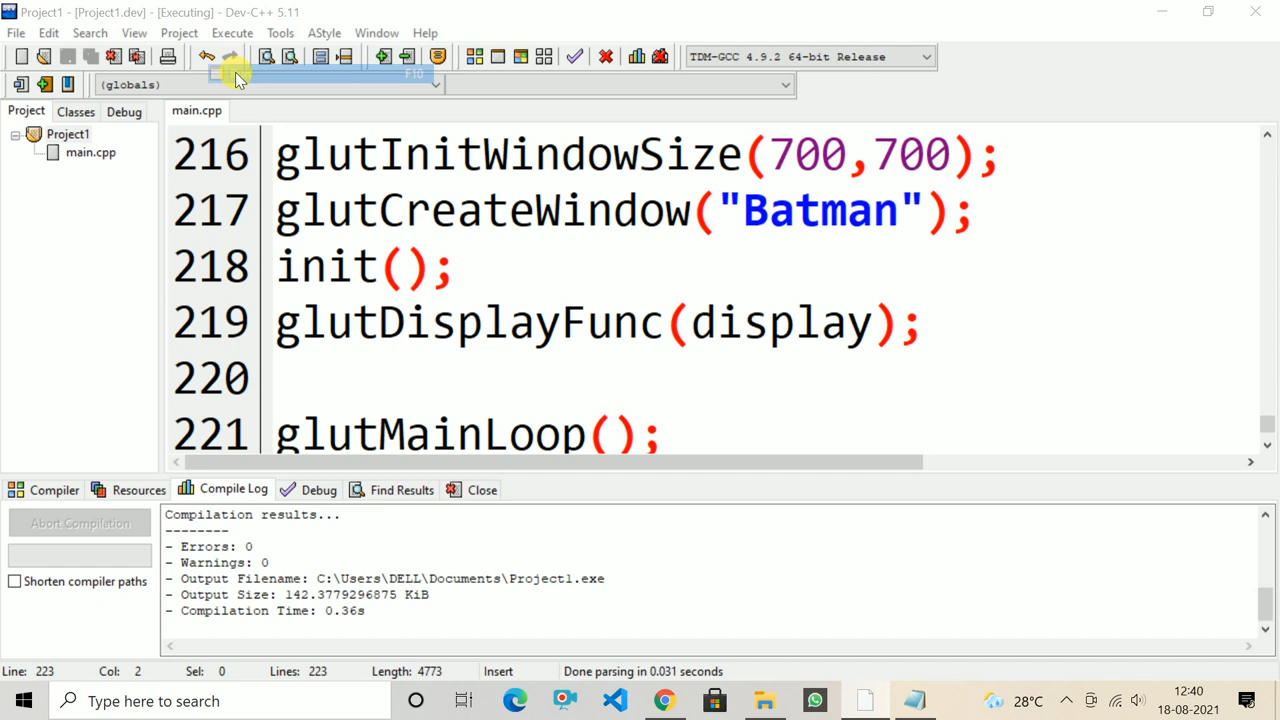 Project1 - [Project1.dev] - [Executing] - Dev-C++ 5.11
File Edit Search View Project Execute Tools AStyle Window Help
F10
TDM-GCC 4.9.2 64-bit Release
(globals)
Project Classes Debug
main.cpp
Project1
main.cpp
216 glutInitWindowSize(700,700);
217 glutCreateWindow("Batman");
218 init();
219 glutDisplayFunc(display);
220
221 glutMainLoop();
Compiler Resources Compile Log Debug Find Results Close
Abort Compilation
Shorten compiler paths
Compilation results...
--------
- Errors: 0
- Warnings: 0
- Output Filename: C:\Users\DELL\Documents\Project1.exe
- Output Size: 142.3779296875 KiB
- Compilation Time: 0.36s
Line: 223 Col: 2 Sel: 0 Lines: 223 Length: 4773 Insert Done parsing in 0.031 seconds
Type here to search
28°C
12:40
18-08-2021